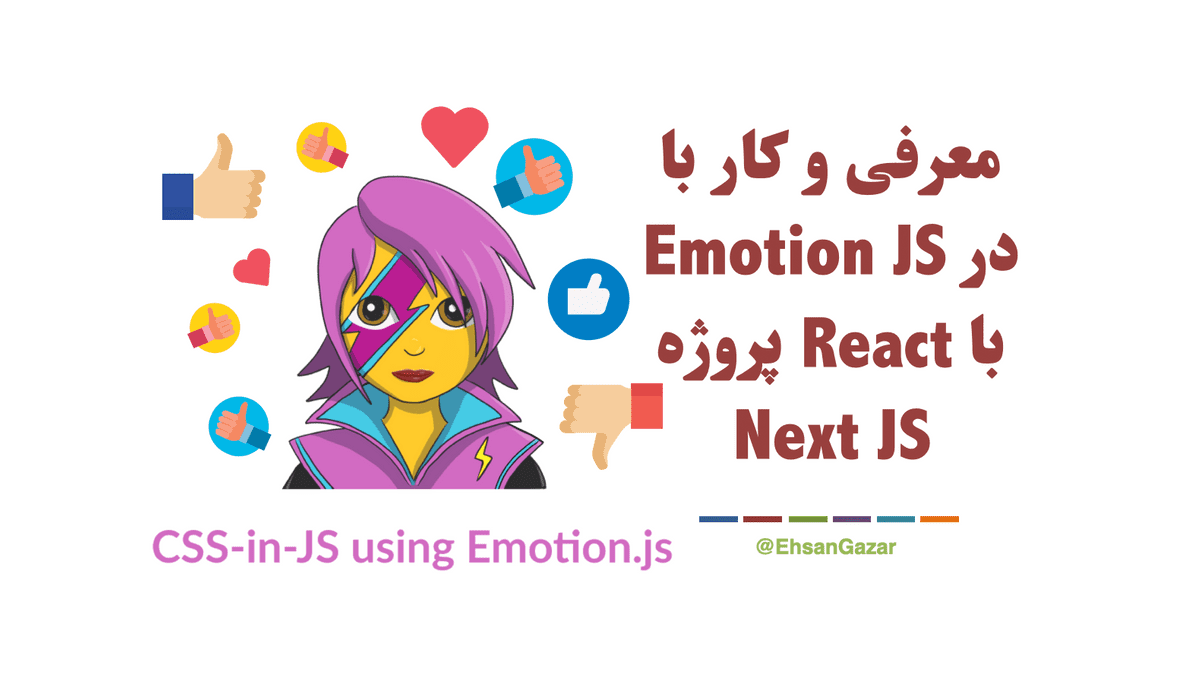 معرفی و کار با
Emotion JS در
پروژه React با
Next JS
@EhsanGazar
CSS-in-JS using Emotion.js